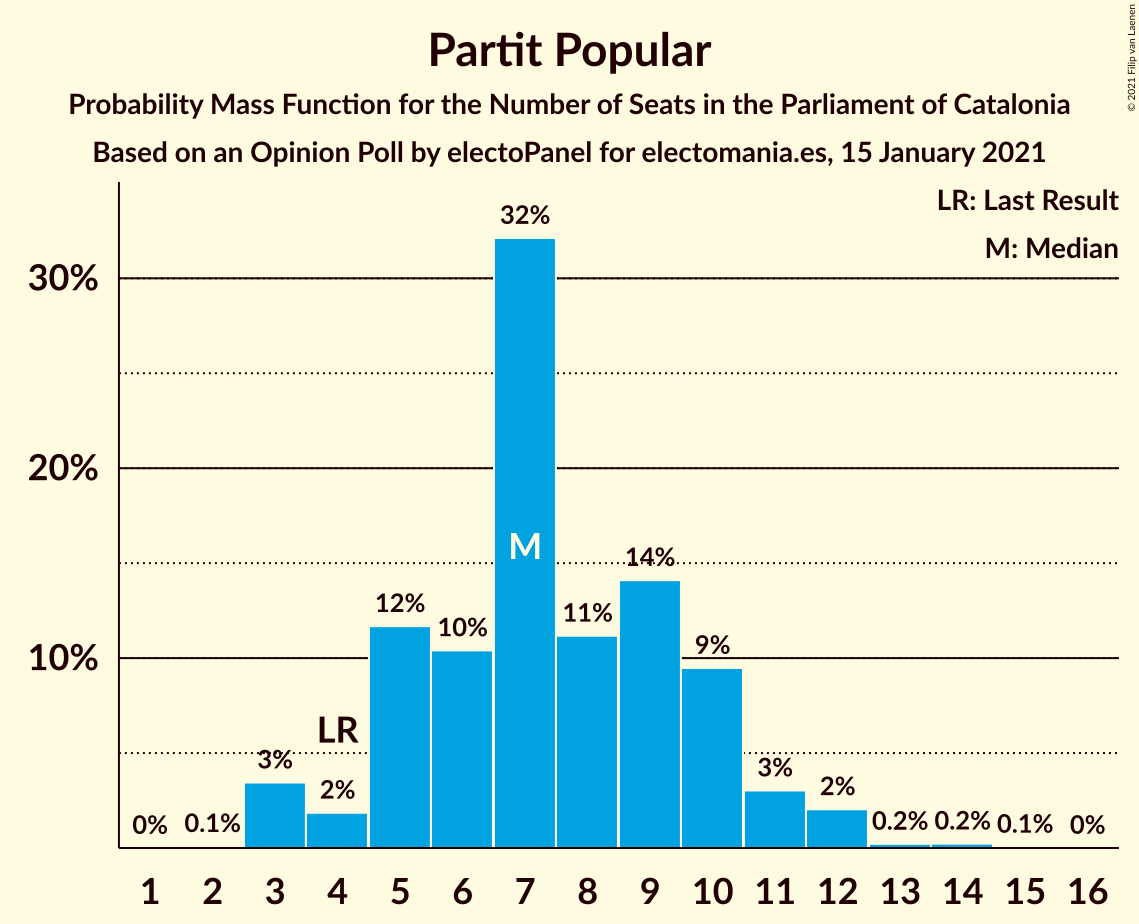 Partit Popular
Probability Mass Function for the Number of Seats in the Parliament of Catalonia
Based on an Opinion Poll by electoPanel for electomania.es, 15 January 2021
© 2021 Filip van Laenen
LR: Last Result
M: Median
30%
20%
10%
0%
0.1%
3%
2%
LR
12%
10%
32%
M
11%
14%
9%
3%
2%
0.2%
0.2%
0.1%
0%
1 2 3 4 5 6 7 8 9 10 11 12 13 14 15 16